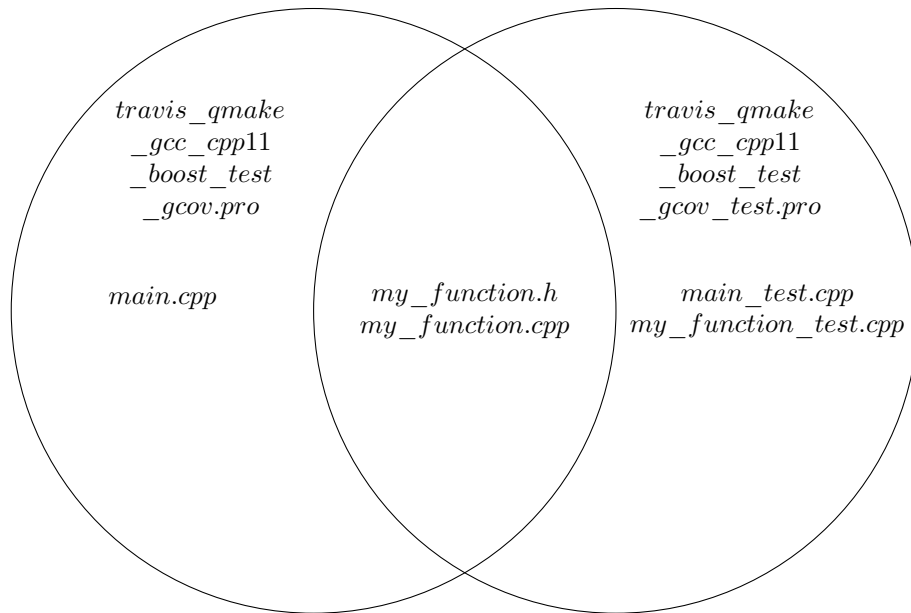 travis_qmake
_gcc_cpp11
_boost_test
_gcov.pro
main.cpp
my_function.h
my_function.cpp
travis_qmake
_gcc_cpp11
_boost_test
_gcov_test.pro
main_test.cpp
my_function_test.cpp